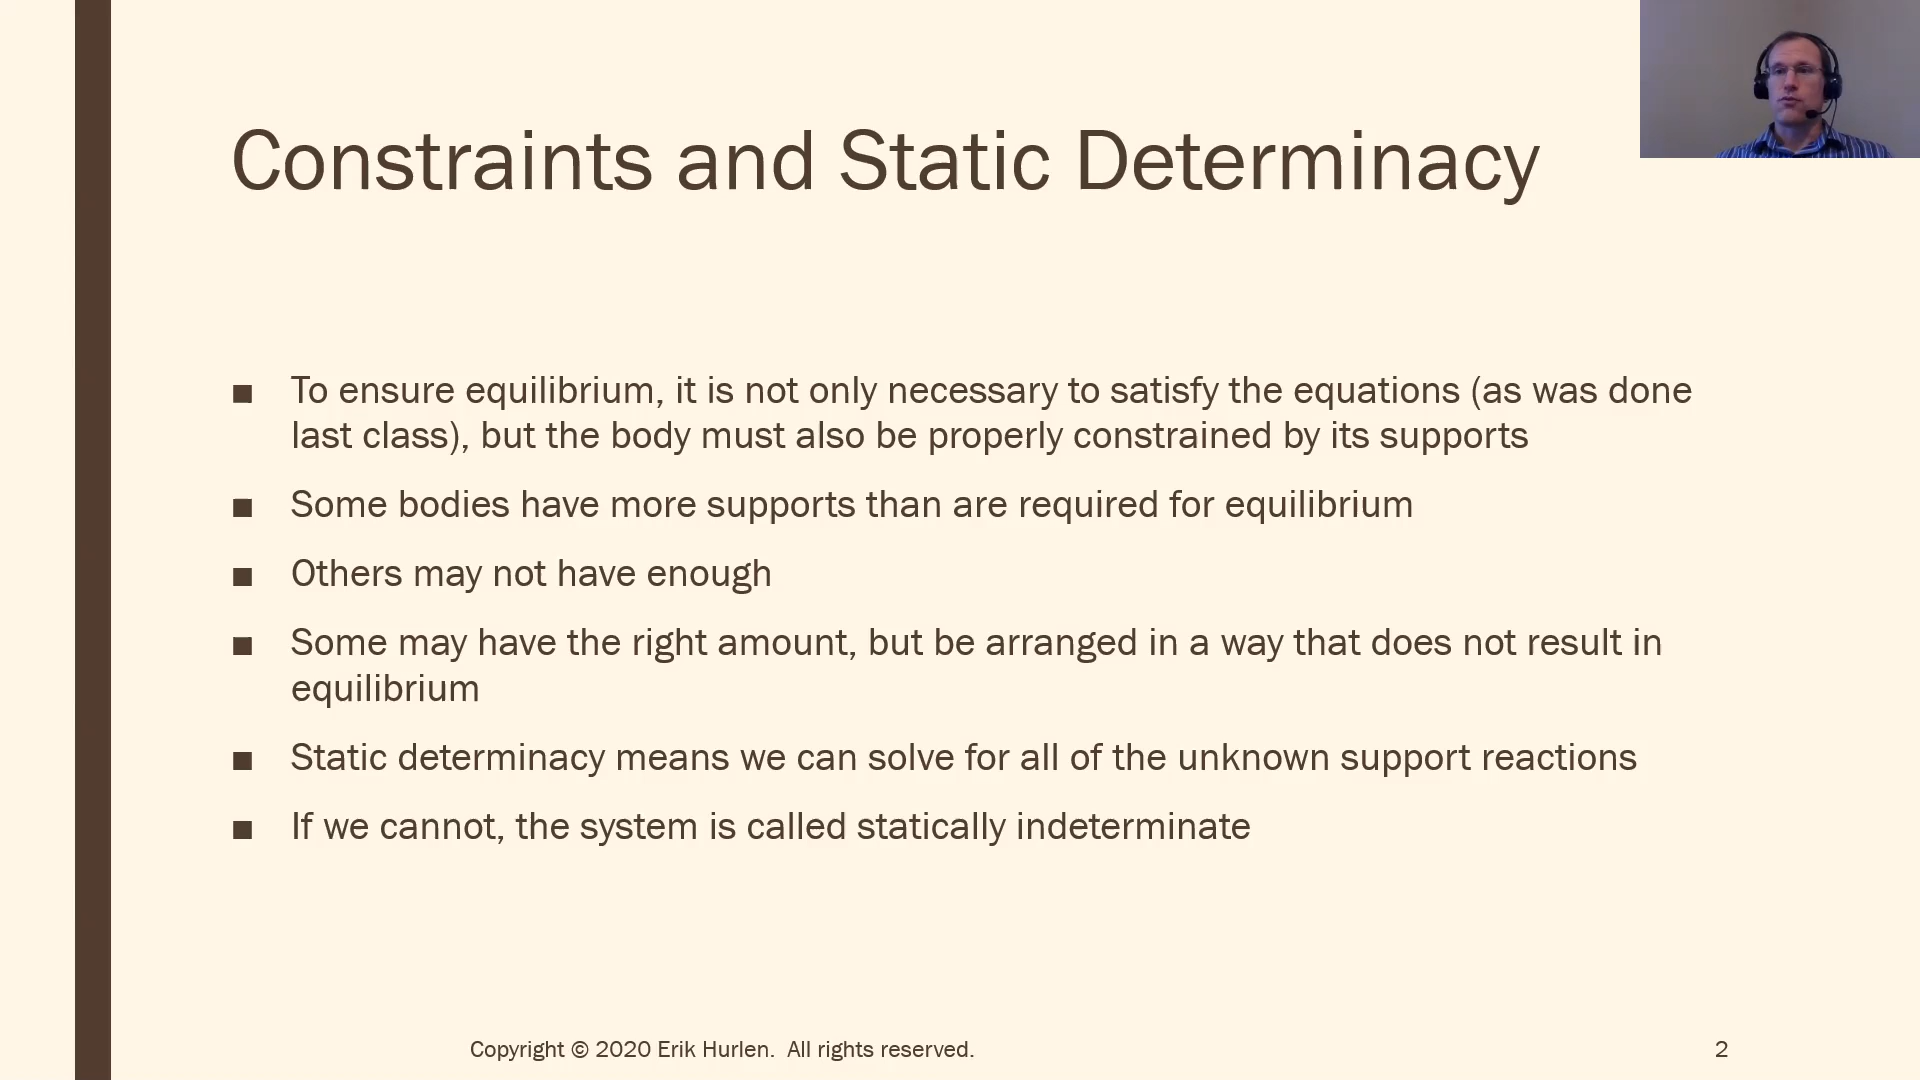 Constraints and Static Determinacy
■ To ensure equilibrium, it is not only necessary to satisfy the equations (as was done
last class), but the body must also be properly constrained by its supports
■ Some bodies have more supports than are required for equilibrium
■ Others may not have enough
■ Some may have the right amount, but be arranged in a way that does not result in
equilibrium
■ Static determinacy means we can solve for all of the unknown support reactions
■ If we cannot, the system is called statically indeterminate
Copyright © 2020 Erik Hurlen.  All rights reserved.
2